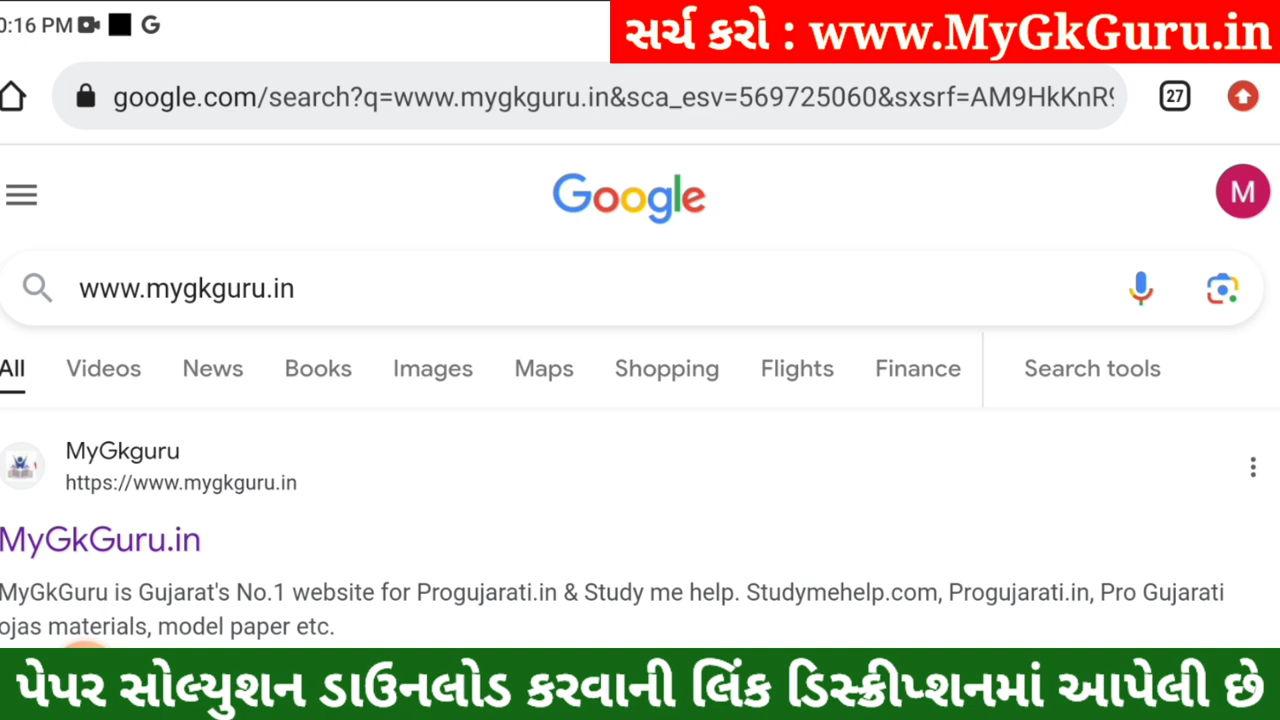 0:16 PM G
સર્ચ કરો : www.MyGkGuru.in
google.com/search?q=www.mygkguru.in&sca_esv=569725060&sxsrf=AM9HkKnR9
27
Google
M
www.mygkguru.in
All Videos News Books Images Maps Shopping Flights Finance Search tools
MyGkguru
https://www.mygkguru.in
MyGkGuru.in
MyGkGuru is Gujarat's No.1 website for Progujarati.in & Study me help. Studymehelp.com, Progujarati.in, Pro Gujarati
ojas materials, model paper etc.
પેપર સોલ્યુશન ડાઉનલોડ કરવાની લિંક ડિસ્ક્રીપ્શનમાં આપેલી છે